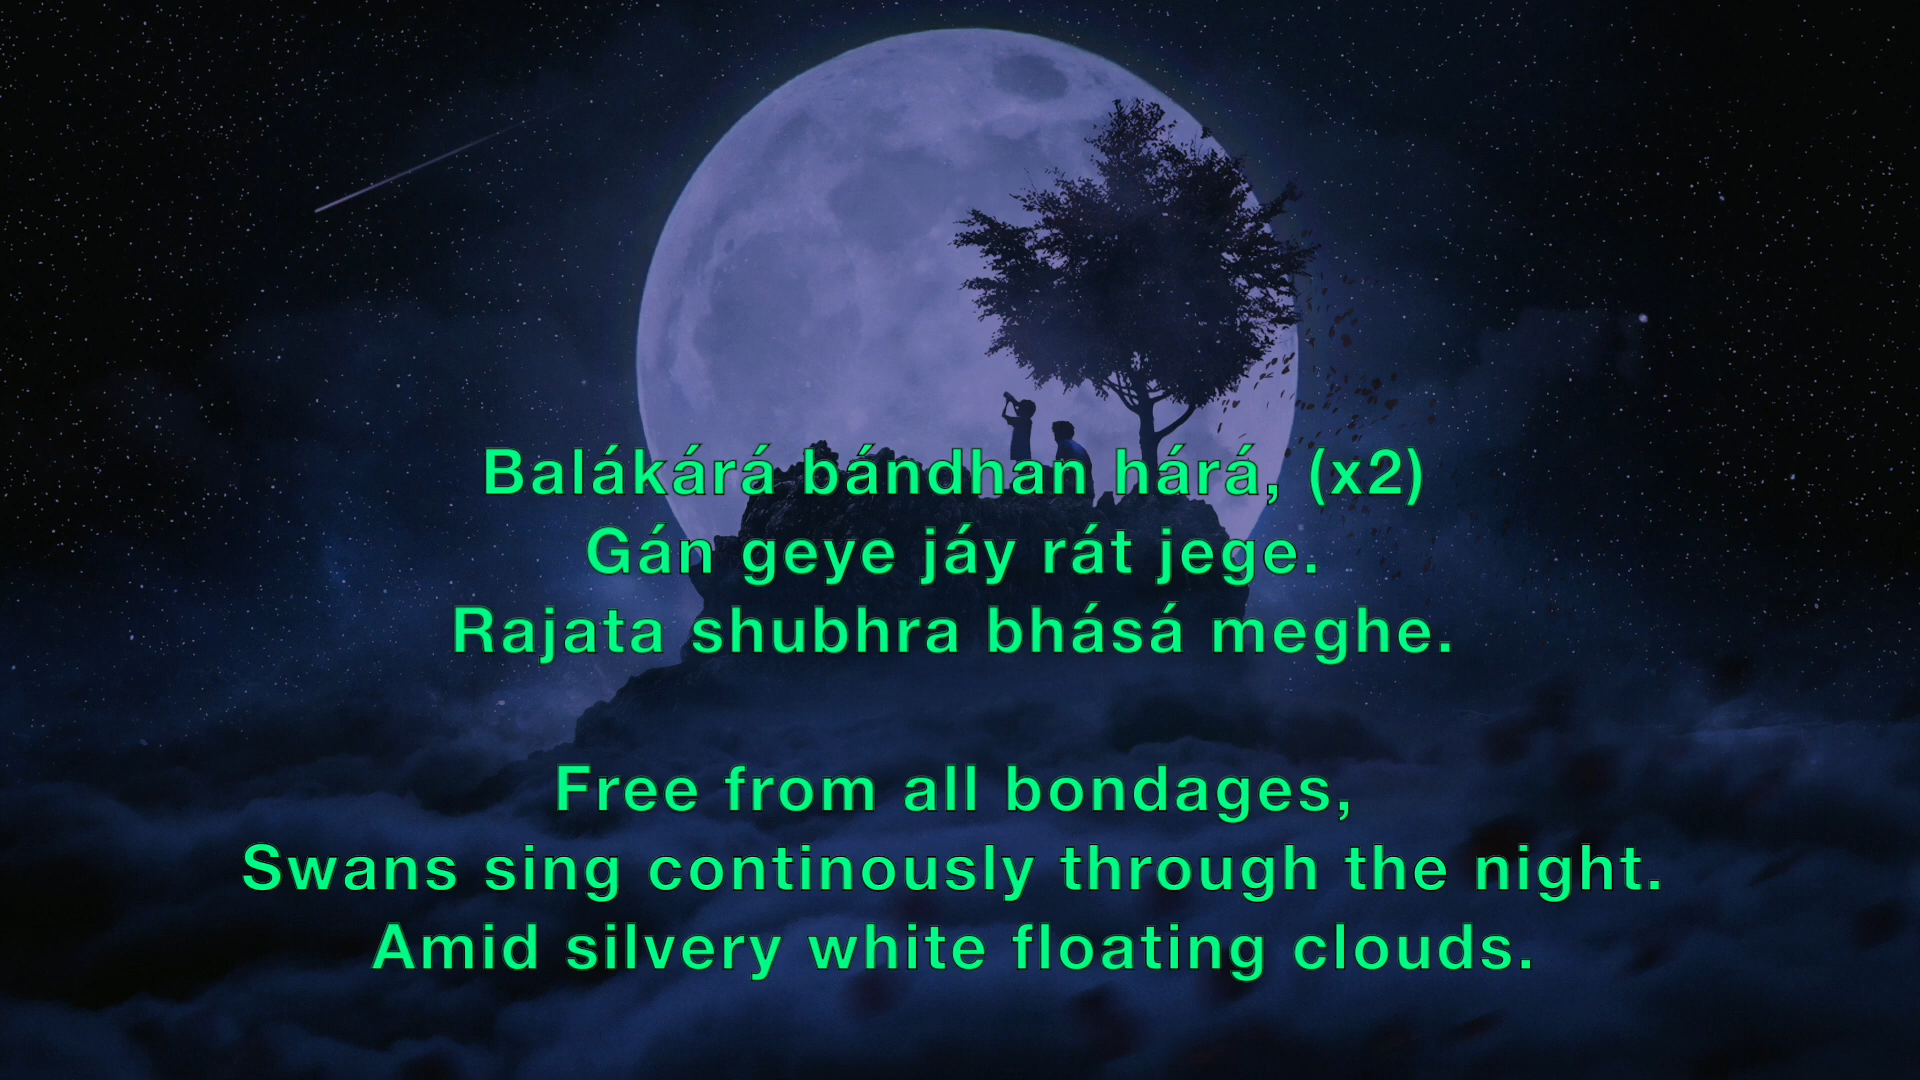 Balákárá bándhan hárá, (x2)
Gán geye jáy rát jege.
Rajata shubhra bhásá meghe.
Free from all bondages,
Swans sing continously through the night.
Amid silvery white floating clouds.